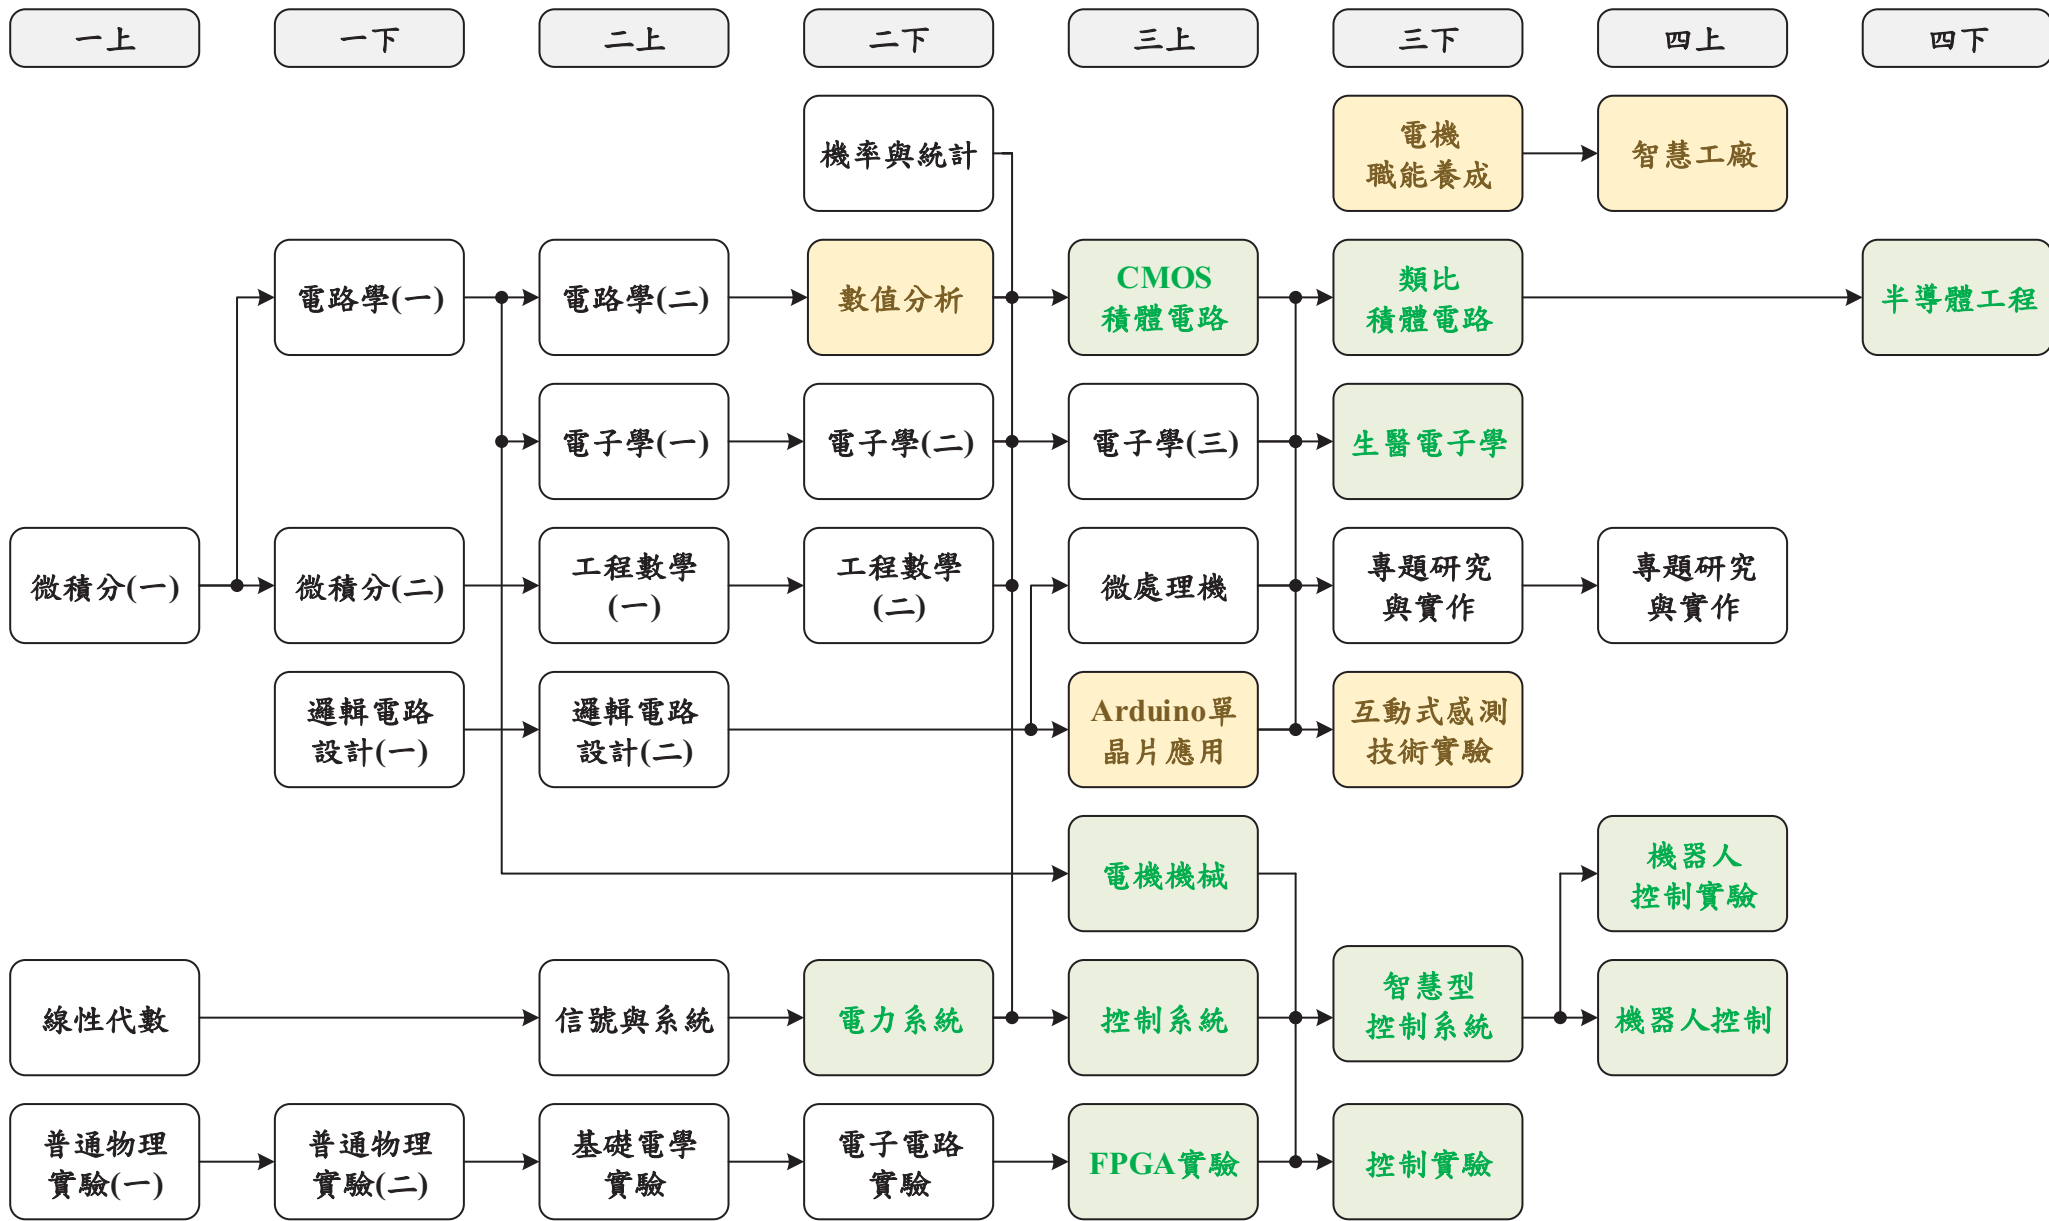 一上
一下
二上
二下
三上
三下
四上
四下
機率與統計
電機
職能養成
智慧工廠
電路學(一)
電路學(二)
數值分析
CMOS
積體電路
類比
積體電路
半導體工程
電子學(一)
電子學(二)
電子學(三)
生醫電子學
微積分(一)
微積分(二)
工程數學
(一)
工程數學
(二)
微處理機
專題研究
與實作
專題研究
與實作
邏輯電路
設計(一)
邏輯電路
設計(二)
Arduino單
晶片應用
互動式感測
技術實驗
電機機械
機器人
控制實驗
線性代數
信號與系統
電力系統
控制系統
智慧型
控制系統
機器人控制
普通物理
實驗(一)
普通物理
實驗(二)
基礎電學
實驗
電子電路
實驗
FPGA實驗
控制實驗